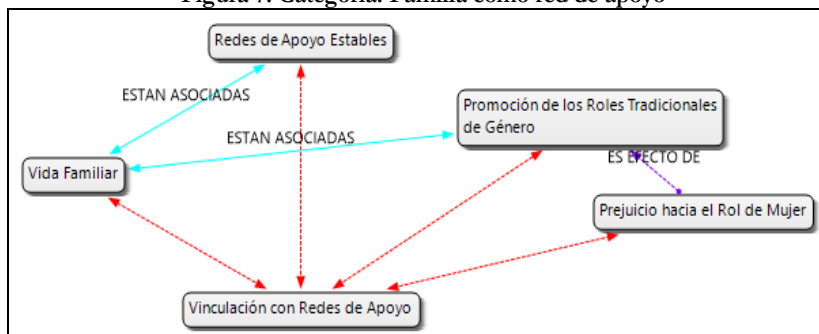 Figura 7. Categoría: Familia como red de apoyo
Redes de Apoyo Estables
ESTAN ASOCIADAS
Promoción de los Roles Tradicionales
de Género
ESTAN ASOCIADAS
ES EFECTO DE
Vida Familiar
Prejuicio hacia el Rol de Mujer
Vinculación con Redes de Apoyo